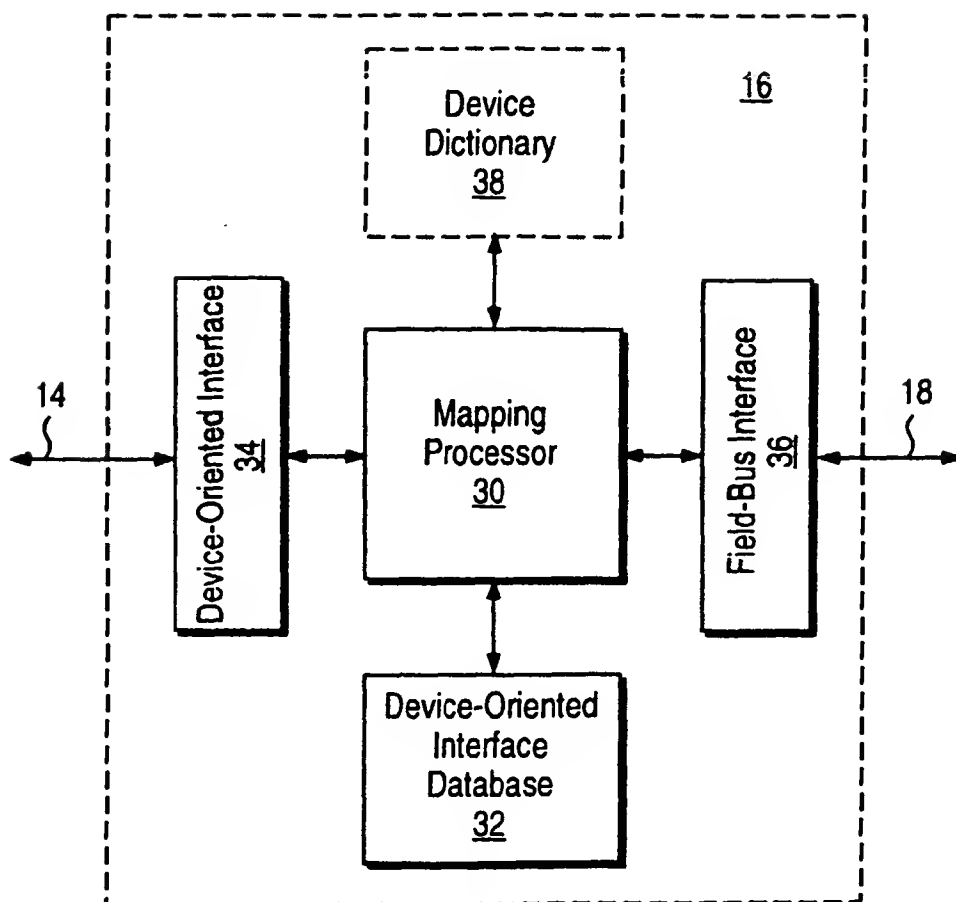 16
Device
Dictionary
38
14
Device-Oriented Interface
34
Mapping
Processor
30
Field-Bus Interface
36
18
Device-Oriented
Interface
Database
32